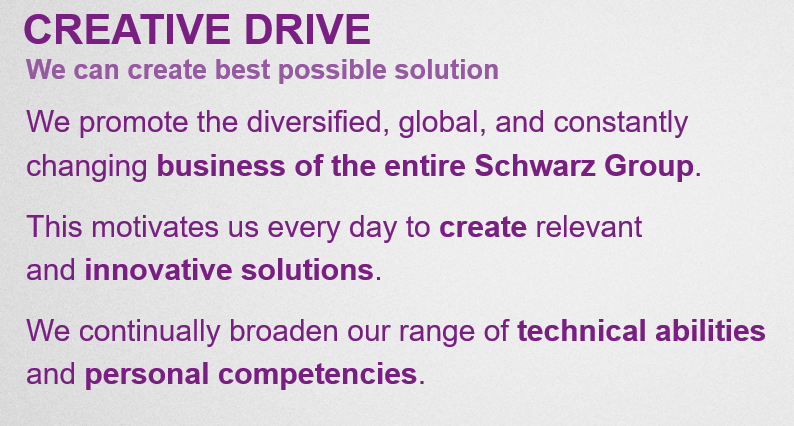 CREATIVE DRIVE
We can create best possible solution
We promote the diversified, global, and constantly
changing business of the entire Schwarz Group.
This motivates us every day to create relevant
and innovative solutions.
We continually broaden our range of technical abilities
and personal competencies.